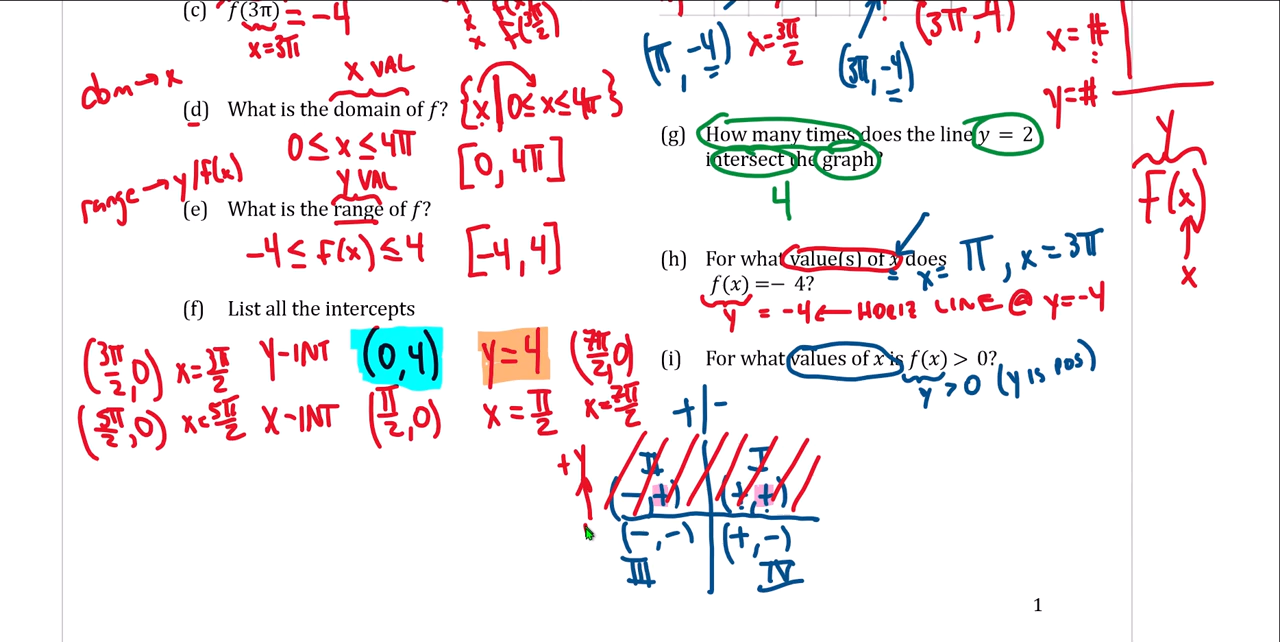 (c) f(3π) = -4
x=3π
dom → x
x VAL
(d) What is the domain of f?
{x | 0 ≤ x ≤ 4π}
0 ≤ x ≤ 4π
[0, 4π]
range → y/f(x)
Y VAL
(e) What is the range of f?
-4 ≤ f(x) ≤ 4
[-4, 4]
(f) List all the intercepts
(3π/2, 0) x=3π/2 Y-INT (0,4) y=4 (7π/2, 0)
(5π/2, 0) x=5π/2 X-INT (π/2, 0) x=π/2 x=7π/2
(π, -4) x=3π/2 (3π, -4)
(3π, -4)
x=#
y=#
(g) How many times does the line y = 2
intersect the graph?
4
y
f(x)
x
(h) For what value(s) of x does
x= π, x=3π
f(x) =− 4?
y = -4 ← HORIZ LINE @ y=-4
(i) For what values of x is f(x) > 0?
y > 0 (y is pos)
+ | -
+y
II I
(-,+) (+,+)
(-,-) (+,-)
III IV
1